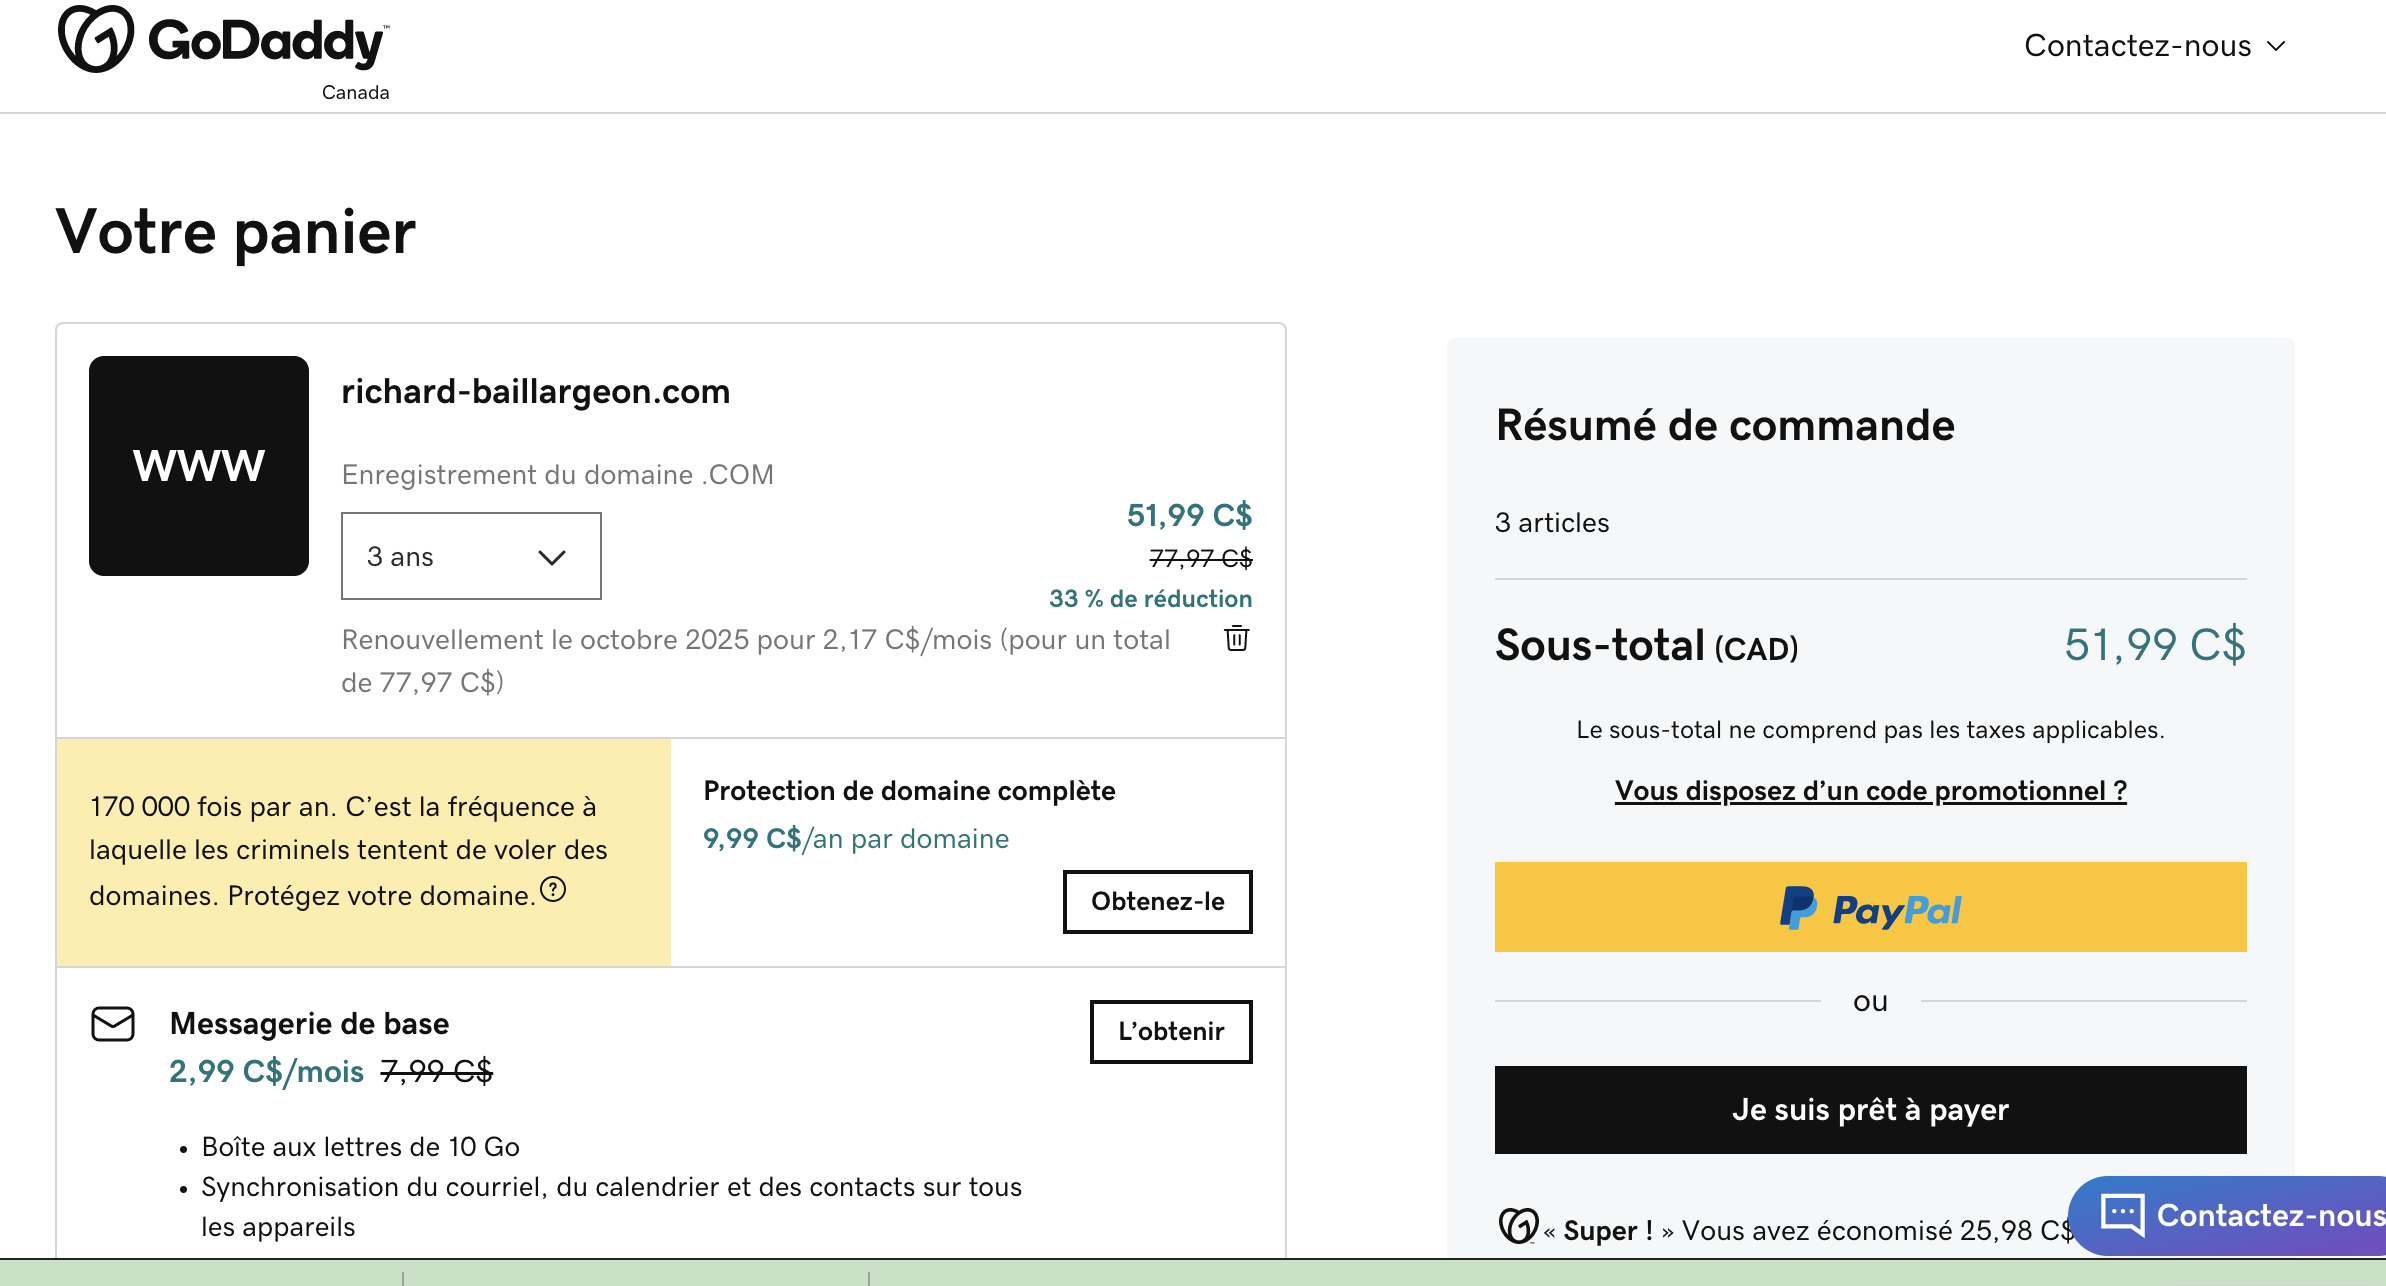 GoDaddy™
Canada
Contactez-nous
Votre panier
www
richard-baillargeon.com
Enregistrement du domaine .COM
3 ans
51,99 C$
77,97 C$
33 % de réduction
Renouvellement le octobre 2025 pour 2,17 C$/mois (pour un total
de 77,97 C$)
170 000 fois par an. C’est la fréquence à
laquelle les criminels tentent de voler des
domaines. Protégez votre domaine.
Protection de domaine complète
9,99 C$/an par domaine
Obtenez-le
Messagerie de base
2,99 C$/mois 7,99 C$
L’obtenir
• Boîte aux lettres de 10 Go
• Synchronisation du courriel, du calendrier et des contacts sur tous
les appareils
Résumé de commande
3 articles
Sous-total (CAD) 51,99 C$
Le sous-total ne comprend pas les taxes applicables.
Vous disposez d’un code promotionnel ?
PayPal
ou
Je suis prêt à payer
« Super ! » Vous avez économisé 25,98 C$
Contactez-nous